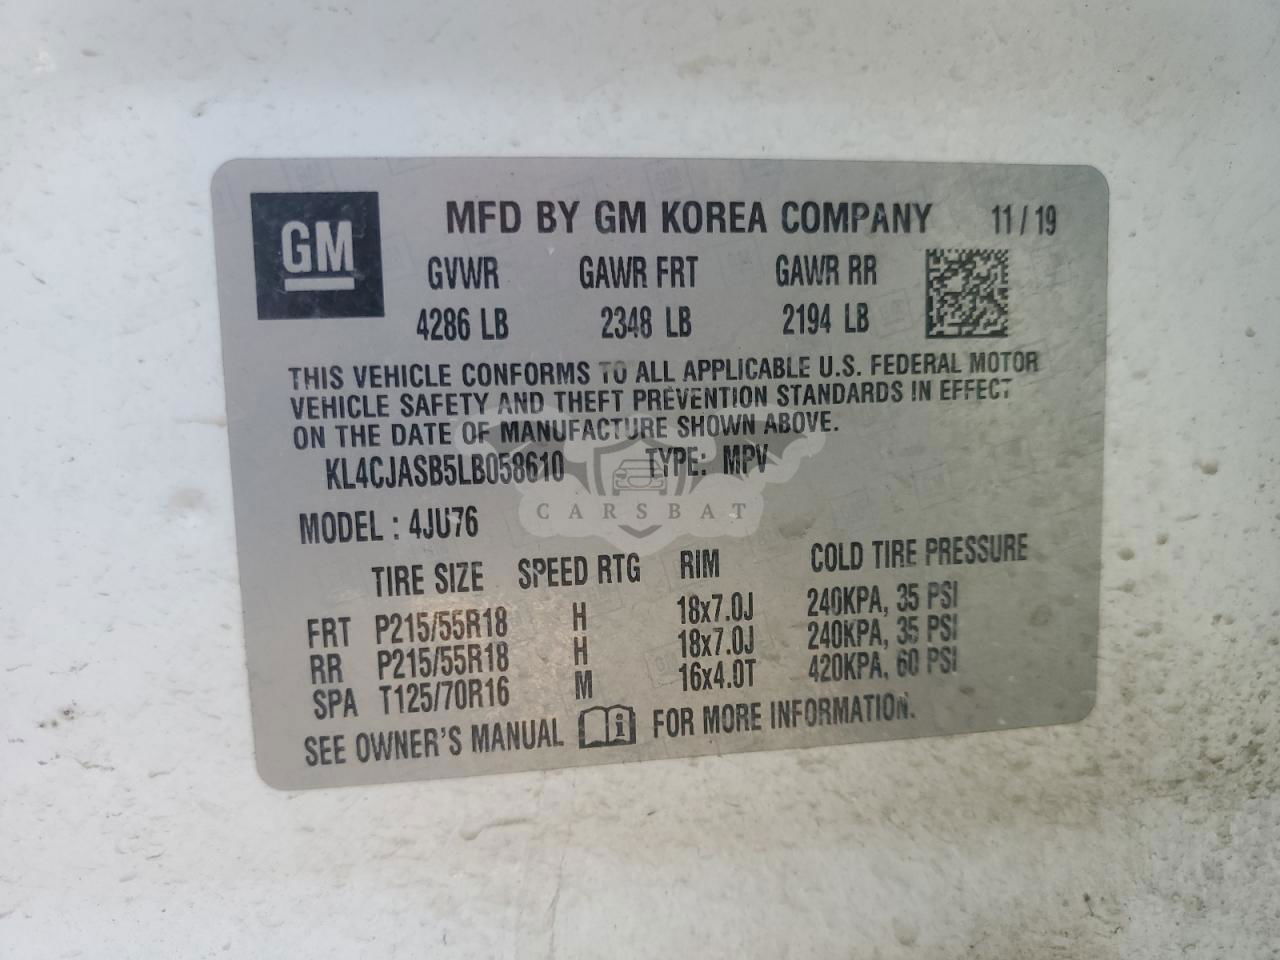 GM
MFD BY GM KOREA COMPANY 11 / 19
GVWR GAWR FRT GAWR RR
4286 LB 2348 LB 2194 LB
THIS VEHICLE CONFORMS TO ALL APPLICABLE U.S. FEDERAL MOTOR
VEHICLE SAFETY AND THEFT PREVENTION STANDARDS IN EFFECT
ON THE DATE OF MANUFACTURE SHOWN ABOVE.
KL4CJASB5LB058610 TYPE: MPV
CARSBAT
MODEL : 4JU76
TIRE SIZE SPEED RTG RIM COLD TIRE PRESSURE
FRT P215/55R18 H 18x7.0J 240KPA, 35 PSI
RR P215/55R18 H 18x7.0J 240KPA, 35 PSI
SPA T125/70R16 M 16x4.0T 420KPA, 60 PSI
SEE OWNER'S MANUAL i FOR MORE INFORMATION.